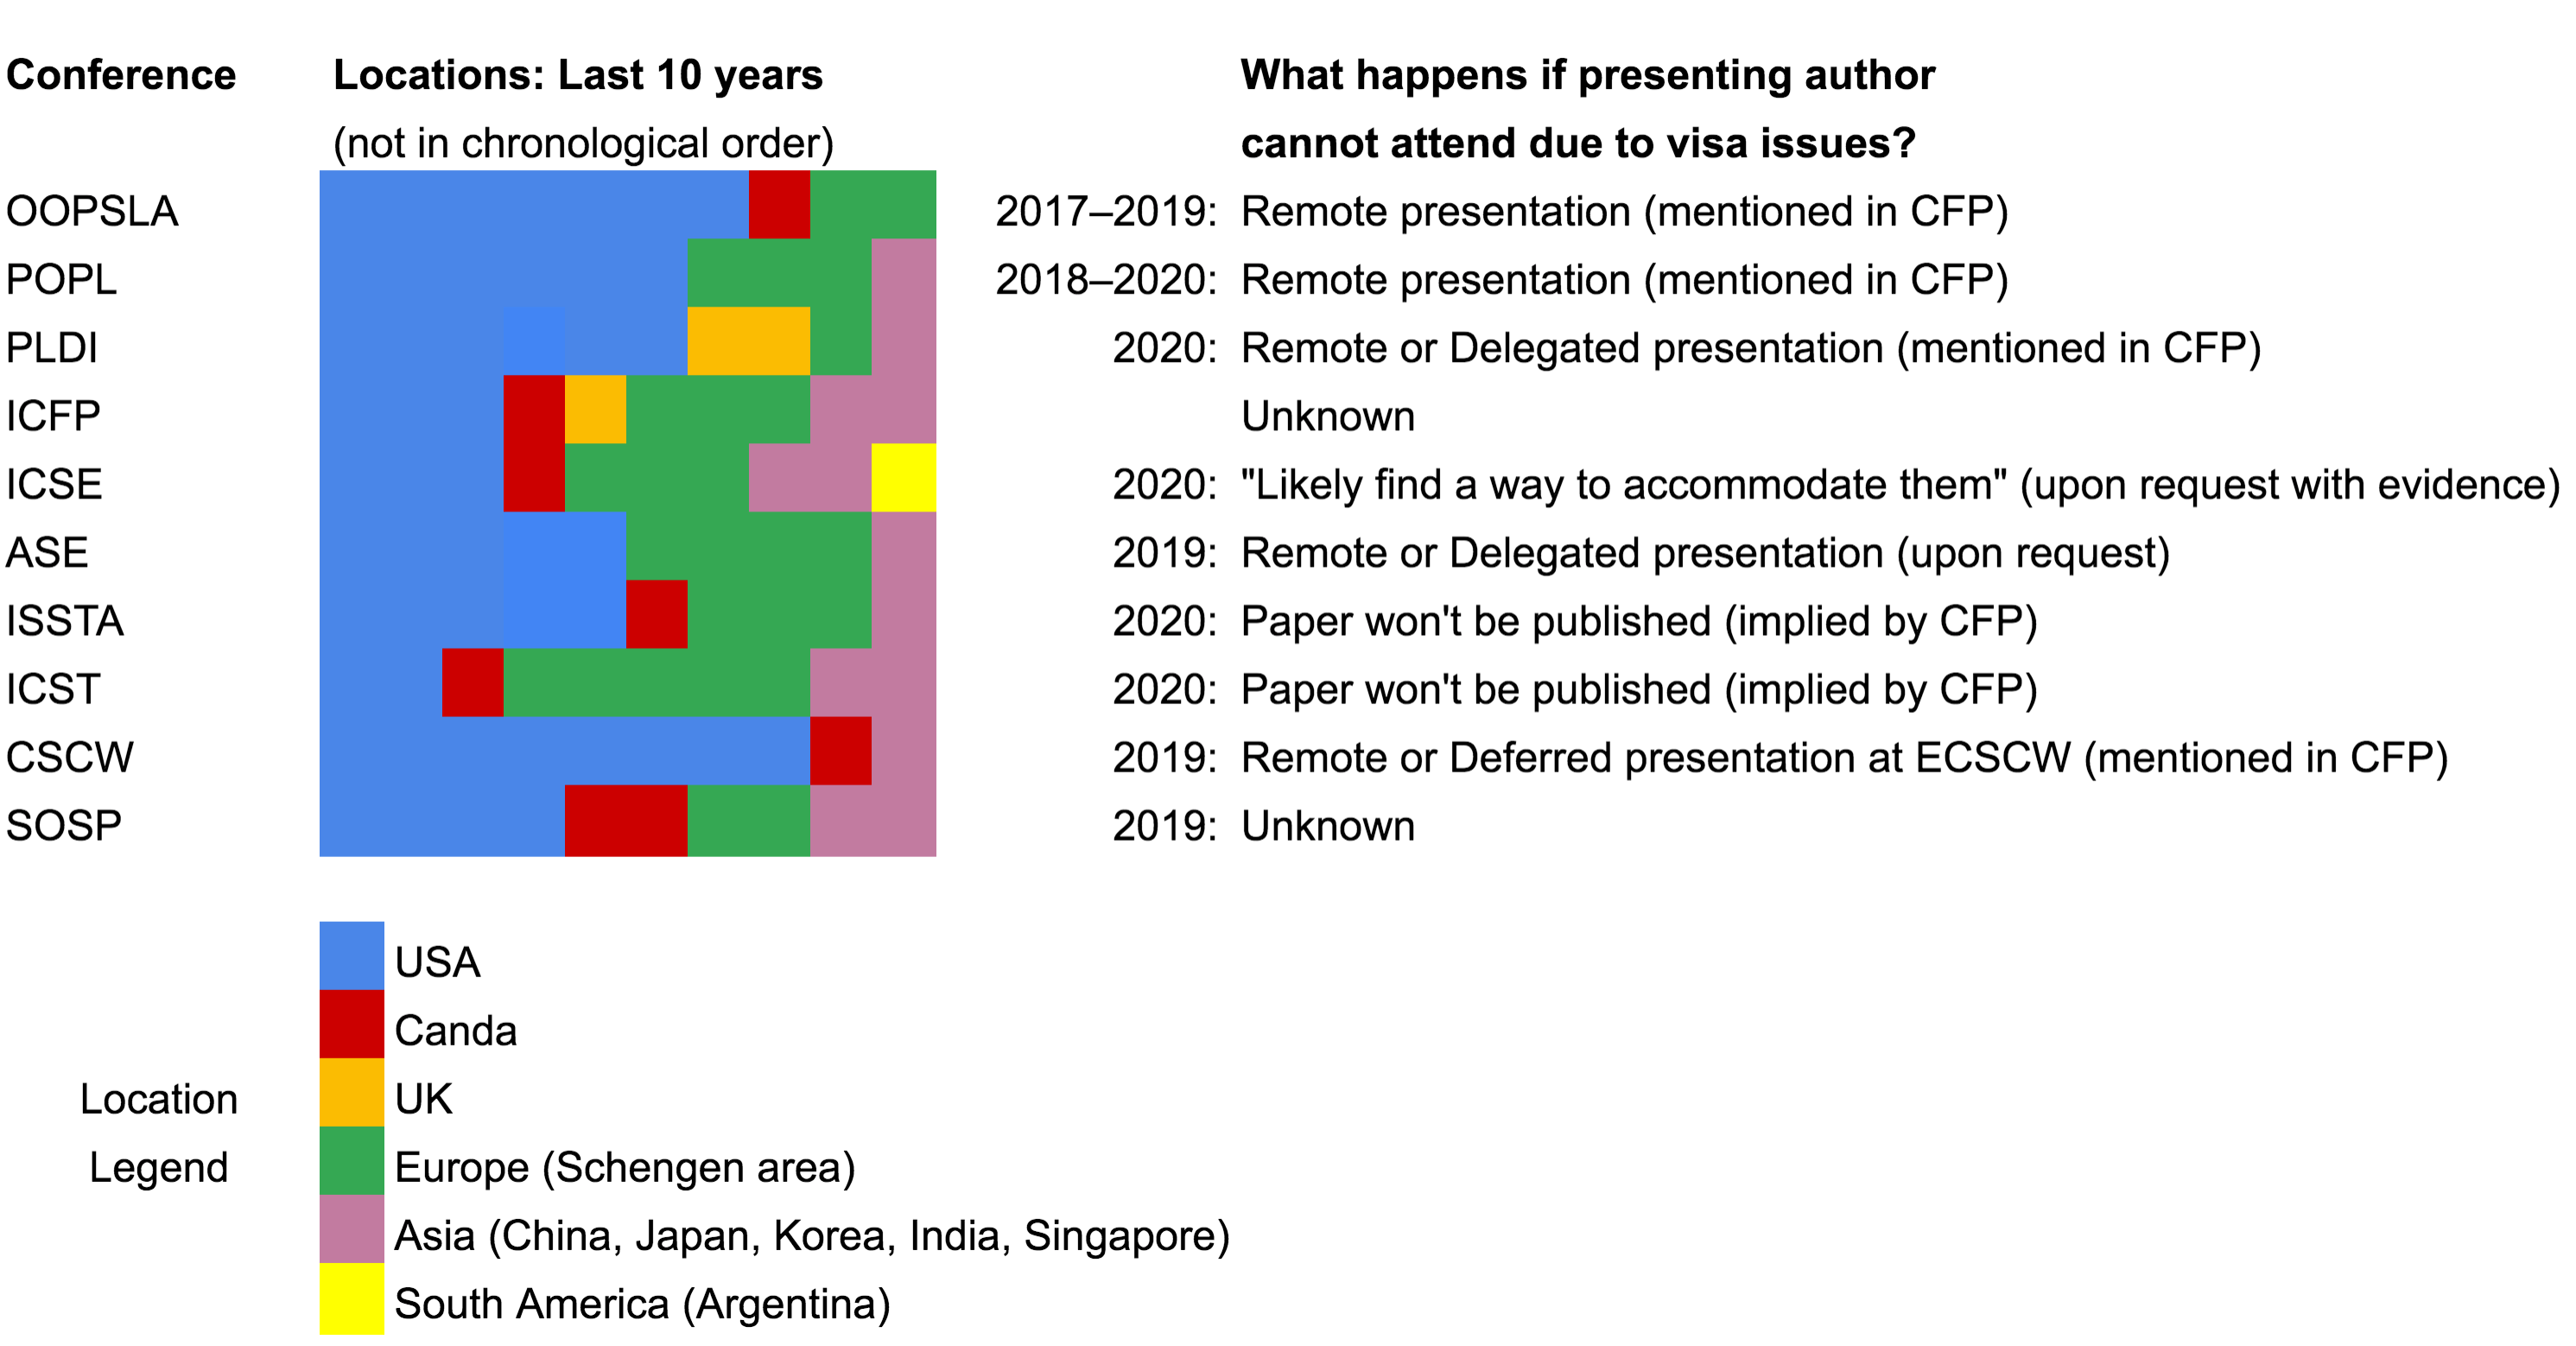 Conference Locations: Last 10 years What happens if presenting author
(not in chronological order) cannot attend due to visa issues?
OOPSLA 2017–2019: Remote presentation (mentioned in CFP)
POPL 2018–2020: Remote presentation (mentioned in CFP)
PLDI 2020: Remote or Delegated presentation (mentioned in CFP)
ICFP Unknown
ICSE 2020: "Likely find a way to accommodate them" (upon request with evidence)
ASE 2019: Remote or Delegated presentation (upon request)
ISSTA 2020: Paper won't be published (implied by CFP)
ICST 2020: Paper won't be published (implied by CFP)
CSCW 2019: Remote or Deferred presentation at ECSCW (mentioned in CFP)
SOSP 2019: Unknown
USA
Canda
Location UK
Legend Europe (Schengen area)
Asia (China, Japan, Korea, India, Singapore)
South America (Argentina)